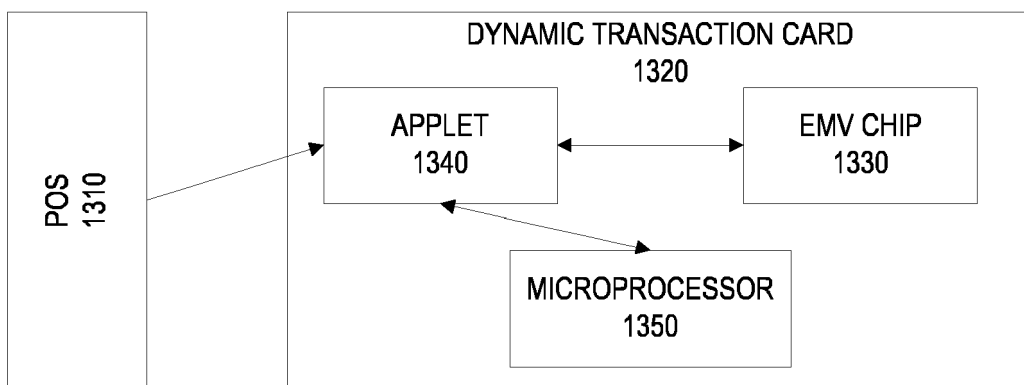 POS
1310
DYNAMIC TRANSACTION CARD
1320
APPLET
1340
EMV CHIP
1330
MICROPROCESSOR
1350